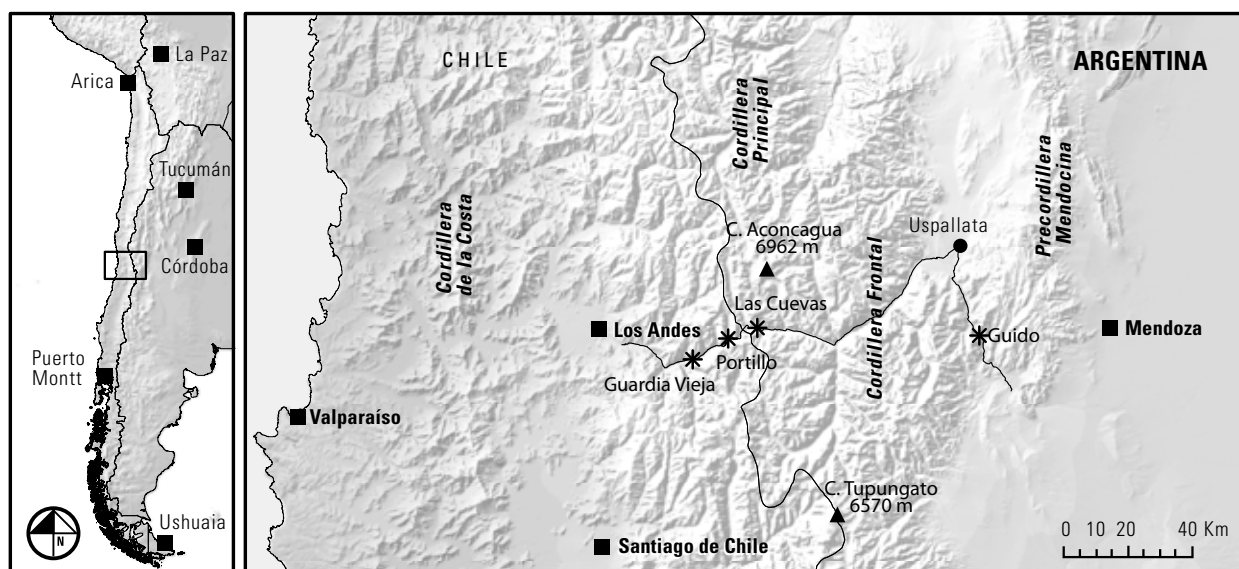 La Paz
Arica
Tucumán
Córdoba
Puerto
Montt
Ushuaia
N
CHILE
ARGENTINA
Cordillera
Principal
Precordillera
Mendocina
Cordillera
de la Costa
C. Aconcagua
6962 m
Uspallata
Cordillera Frontal
Las Cuevas
Los Andes
Portillo
Guido
Mendoza
Guardia Vieja
Valparaíso
C. Tupungato
6570 m
Santiago de Chile
0 10 20 40 Km